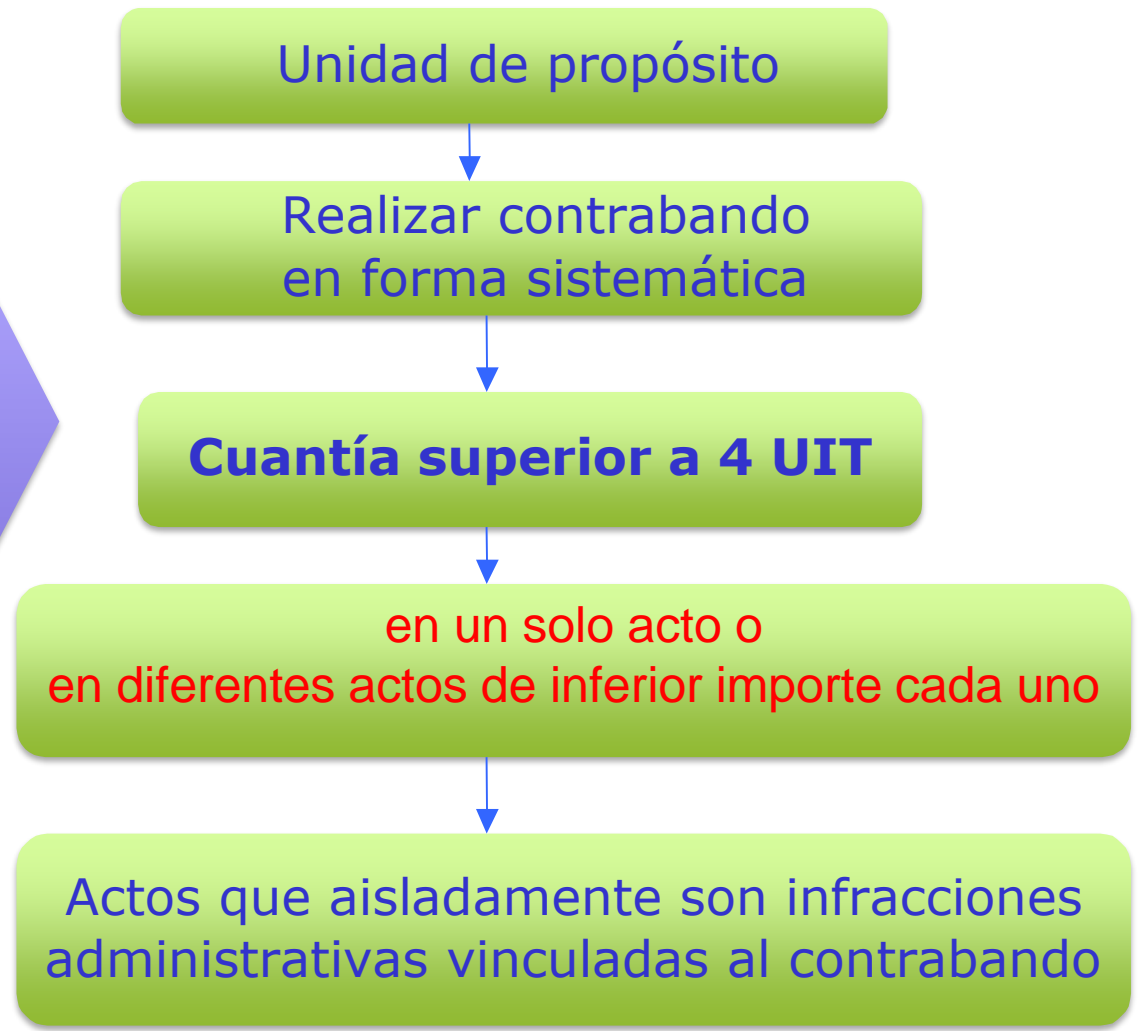 Unidad de propósito
Realizar contrabando
en forma sistemática
Cuantía superior a 4 UIT
en un solo acto o
en diferentes actos de inferior importe cada uno
Actos que aisladamente son infracciones
administrativas vinculadas al contrabando